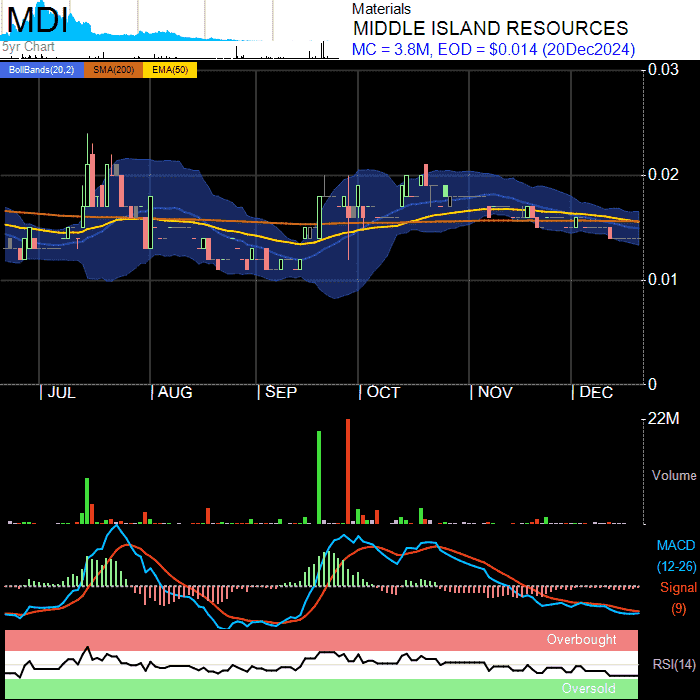 MDI
5yr Chart
Materials
MIDDLE ISLAND RESOURCES
MC = 3.8M, EOD = $0.014 (20Dec2024)
BollBands(20,2) SMA(200) EMA(50)
0.03
0.02
0.01
0
JUL AUG SEP OCT NOV DEC
22M
Volume
MACD
(12-26)
Signal
(9)
Overbought
RSI(14)
Oversold